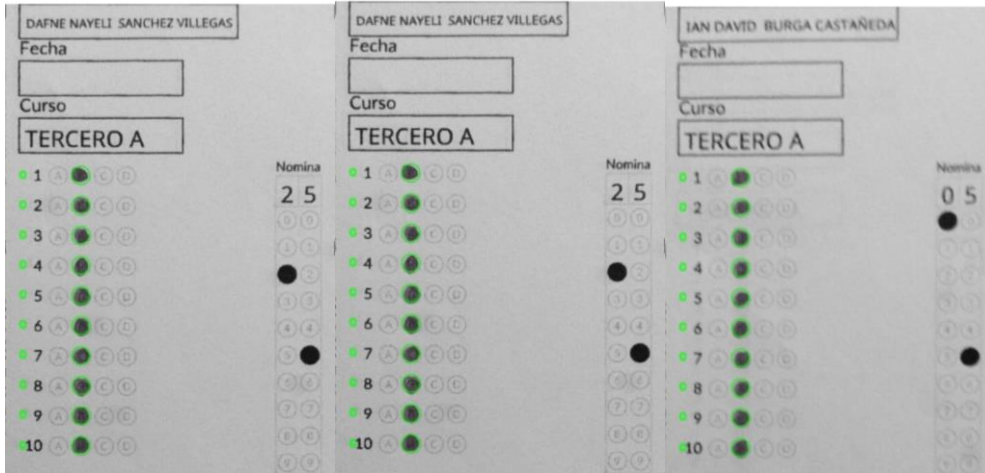 DAFNE NAYELI SANCHEZ VILLEGAS
Fecha
Curso
TERCERO A
Nomina
2 5
1 A C D
2 A C D
3 A C D
4 A C D
5 A C D
6 A C D
7 A C D
8 A C D
9 A C D
10 A C D
DAFNE NAYELI SANCHEZ VILLEGAS
Fecha
Curso
TERCERO A
Nomina
2 5
1 A C D
2 A C D
3 A C D
4 A C D
5 A C D
6 A C D
7 A C D
8 A C D
9 A C D
10 A C D
IAN DAVID BURGA CASTAÑEDA
Fecha
Curso
TERCERO A
Nomina
0 5
1 A C D
2 A C D
3 A C D
4 A C D
5 A C D
6 A C D
7 A C D
8 A C D
9 A C D
10 A C D